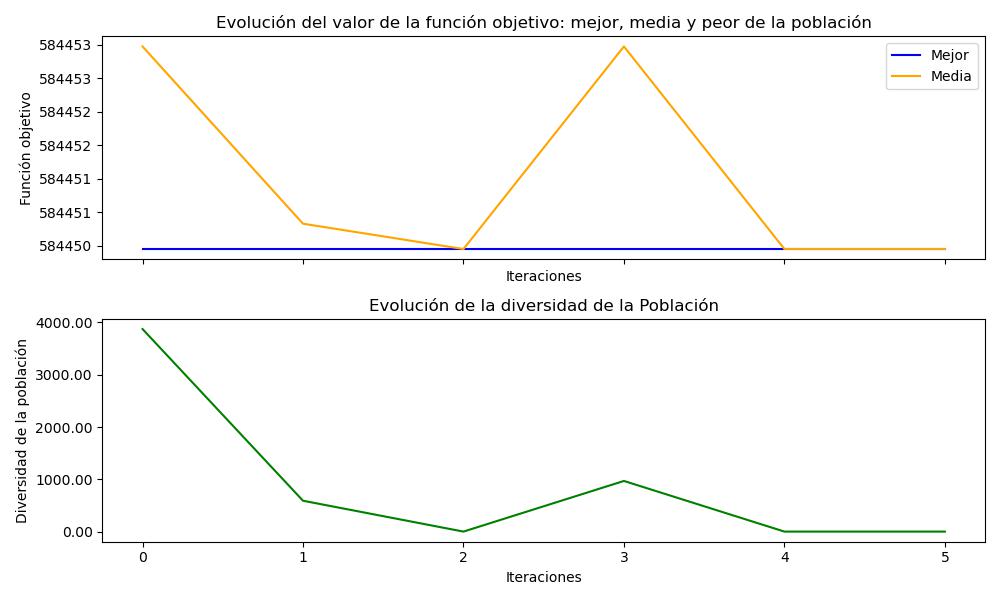 Evolución del valor de la función objetivo: mejor, media y peor de la población
Función objetivo
584453
584453
584452
584452
584451
584451
584450
Mejor
Media
Iteraciones
Evolución de la diversidad de la Población
Diversidad de la población
4000.00
3000.00
2000.00
1000.00
0.00
0 1 2 3 4 5
Iteraciones